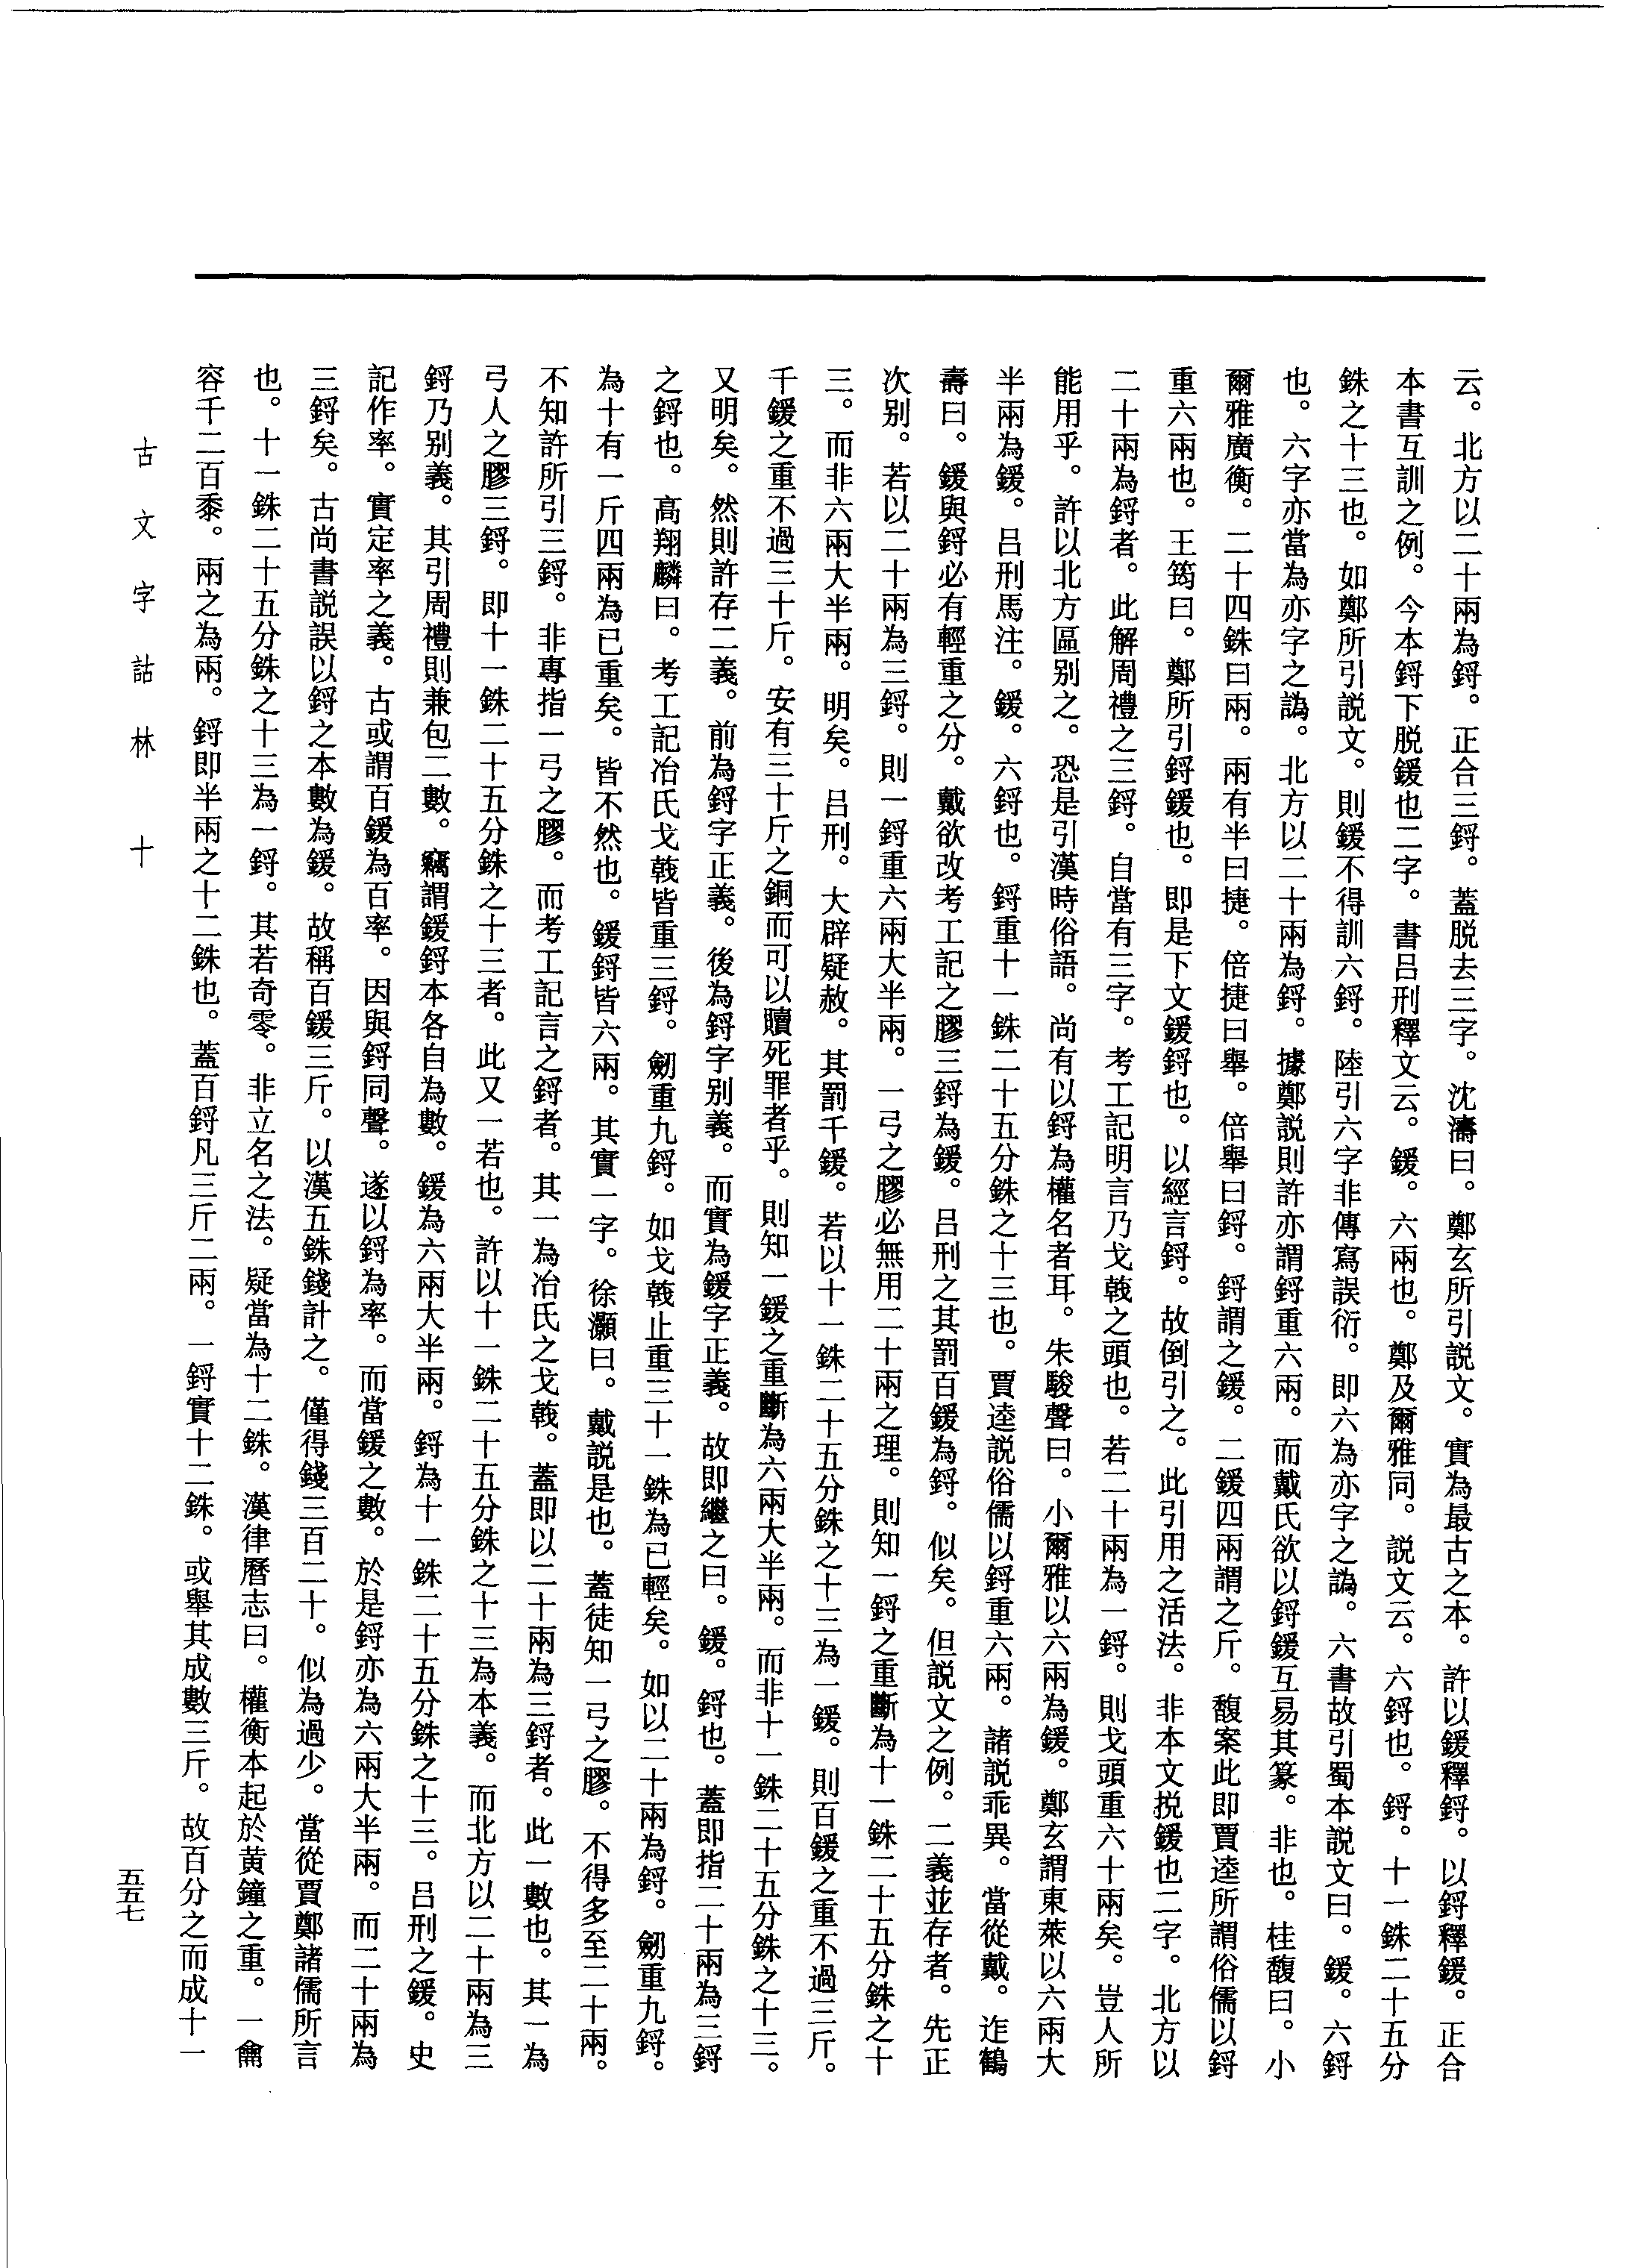 云。北方以二十兩為鋝。正合三鋝。蓋脱去三字。沈濤曰。鄭玄所引説文。實為最古之本。許以鍰釋鋝。以鋝釋鍰。正合
本書互訓之例。今本鋝下脱鍰也二字。書吕刑釋文云。鍰。六兩也。鄭及爾雅同。説文云。六鋝也。鋝。十一銖二十五分
銖之十三也。如鄭所引説文。則鍰不得訓六鋝。陸引六字非傳寫誤衍。即六為亦字之譌。六書故引蜀本説文曰。鍰。六鋝
也。六字亦當為亦字之譌。北方以二十兩為鋝。據鄭説則許亦謂鋝重六兩。而戴氏欲以鋝鍰互易其篆。非也。桂馥曰。小
爾雅廣衡。二十四銖曰兩。兩有半曰捷。倍捷曰舉。倍舉曰鋝。鋝謂之鍰。二鍰四兩謂之斤。馥案此即賈逵所謂俗儒以鋝
重六兩也。王筠曰。鄭所引鋝鍰也。即是下文鍰鋝也。以經言鋝。故倒引之。此引用之活法。非本文挩鍰也二字。北方以
二十兩為鋝者。此解周禮之三鋝。自當有三字。考工記明言乃戈戟之頭也。若二十兩為一鋝。則戈頭重六十兩矣。豈人所
能用乎。許以北方區别之。恐是引漢時俗語。尚有以鋝為權名者耳。朱駿聲曰。小爾雅以六兩為鍰。鄭玄謂東萊以六兩大
半兩為鍰。吕刑馬注。鍰。六鋝也。鋝重十一銖二十五分銖之十三也。賈逵説俗儒以鋝重六兩。諸説乖異。當從戴。迮鶴
壽曰。鍰與鋝必有輕重之分。戴欲改考工記之膠三鋝為鍰。吕刑之其罰百鍰為鋝。似矣。但説文之例。二義並存者。先正
次别。若以二十兩為三鋝。則一鋝重六兩大半兩。一弓之膠必無用二十兩之理。則知一鋝之重斷為十一銖二十五分銖之十
三。而非六兩大半兩。明矣。吕刑。大辟疑赦。其罰千鍰。若以十一銖二十五分銖之十三為一鍰。則百鍰之重不過三斤。
千鍰之重不過三十斤。安有三十斤之銅而可以贖死罪者乎。則知一鍰之重斷為六兩大半兩。而非十一銖二十五分銖之十三。
又明矣。然則許存二義。前為鋝字正義。後為鋝字别義。而實為鍰字正義。故即繼之曰。鍰。鋝也。蓋即指二十兩為三鋝
之鋝也。高翔麟曰。考工記冶氏戈戟皆重三鋝。劒重九鋝。如戈戟止重三十一銖為已輕矣。如以二十兩為鋝。劒重九鋝。
為十有一斤四兩為已重矣。皆不然也。鍰鋝皆六兩。其實一字。徐灝曰。戴説是也。蓋徒知一弓之膠。不得多至二十兩。
不知許所引三鋝。非專指一弓之膠。而考工記言之鋝者。其一為冶氏之戈戟。蓋即以二十兩為三鋝者。此一數也。其一為
弓人之膠三鋝。即十一銖二十五分銖之十三者。此又一若也。許以十一銖二十五分銖之十三為本義。而北方以二十兩為三
鋝乃别義。其引周禮則兼包二數。竊謂鍰鋝本各自為數。鍰為六兩大半兩。鋝為十一銖二十五分銖之十三。吕刑之鍰。史
記作率。實定率之義。古或謂百鍰為百率。因與鋝同聲。遂以鋝為率。而當鍰之數。於是鋝亦為六兩大半兩。而二十兩為
三鋝矣。古尚書説誤以鋝之本數為鍰。故稱百鍰三斤。以漢五銖錢計之。僅得錢三百二十。似為過少。當從賈鄭諸儒所言
也。十一銖二十五分銖之十三為一鋝。其若奇零。非立名之法。疑當為十二銖。漢律曆志曰。權衡本起於黄鐘之重。一龠
容千二百黍。兩之為兩。鋝即半兩之十二銖也。蓋百鋝凡三斤二兩。一鋝實十二銖。或舉其成數三斤。故百分之而成十一
古文字詁林 十
五五七